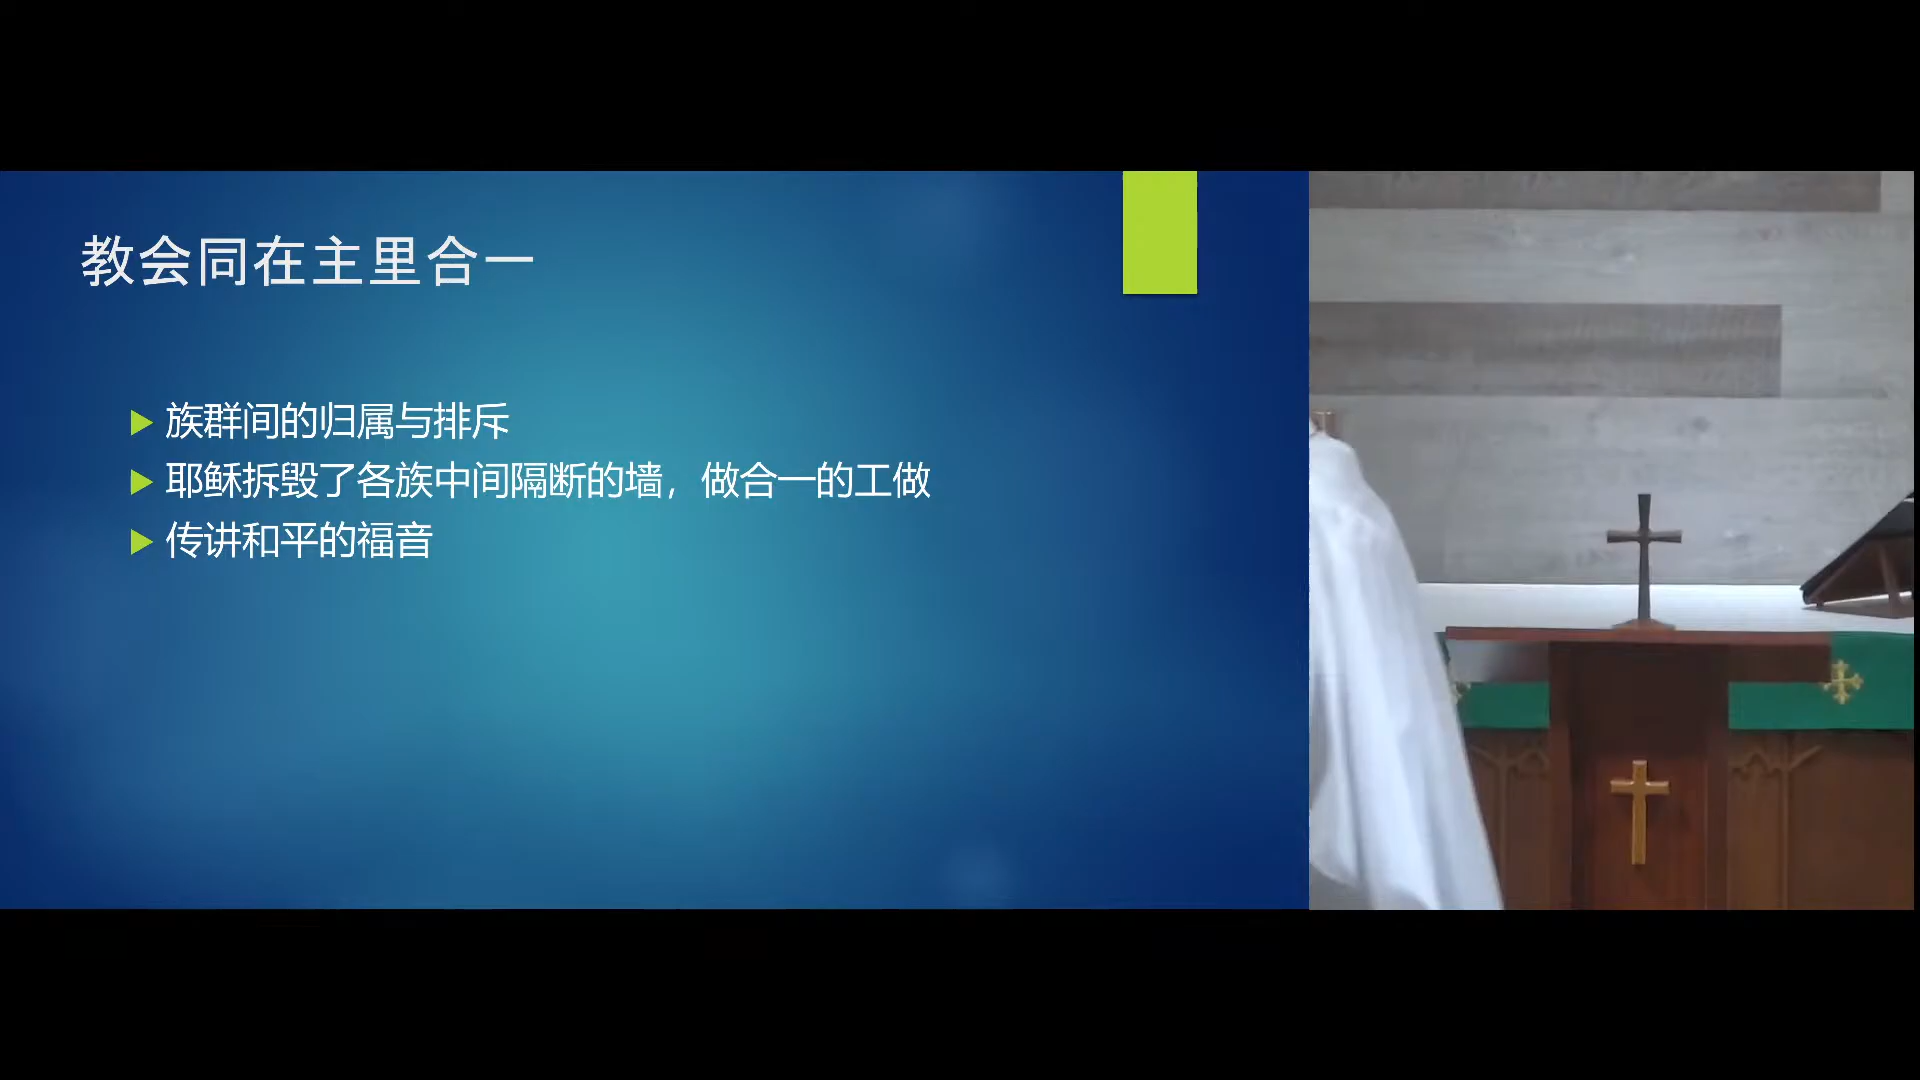 教会同在主里合一
族群间的归属与排斥
耶稣拆毁了各族中间隔断的墙，做合一的工做
传讲和平的福音